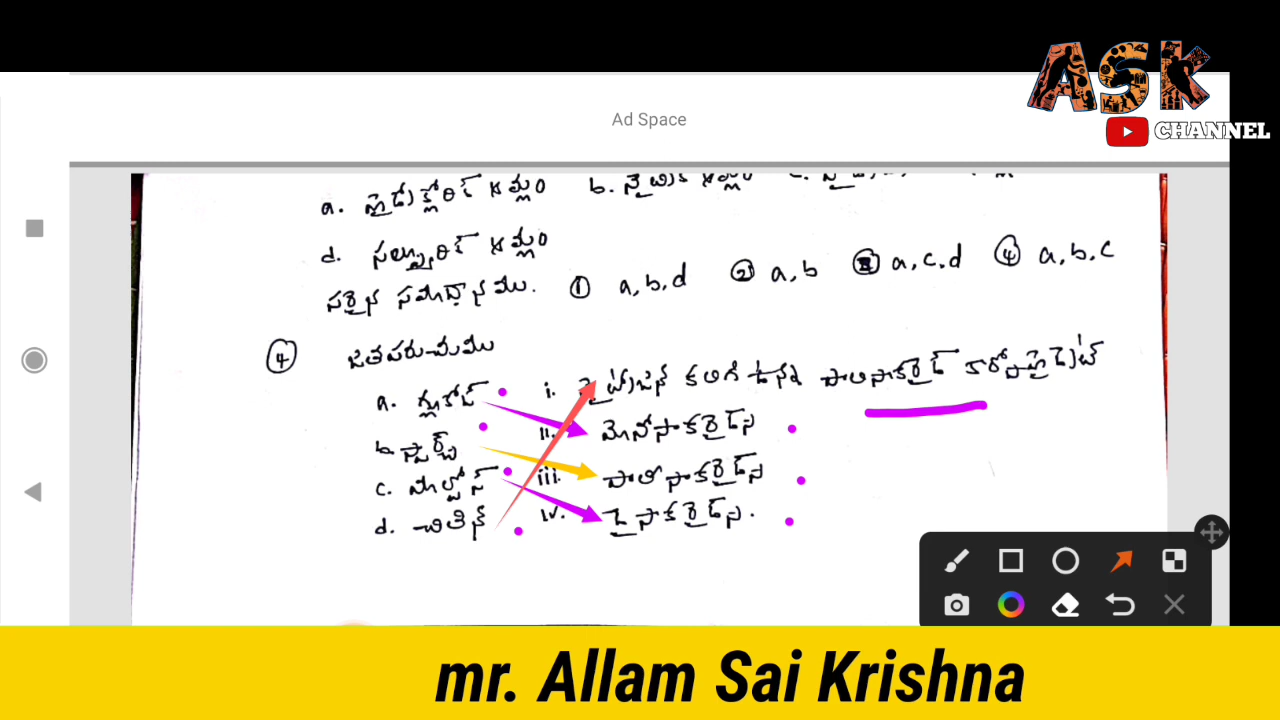 ASK
CHANNEL
Ad Space
a. హైడ్రోక్లోరిక్ ఆమ్లం b. నైట్రిక్ ఆమ్లం c.
d. సల్ఫ్యూరిక్ ఆమ్లం
సరైన సమాధానము. ① a, b, d ② a, b ③ a, c, d ④ a, b, c
④ జతపరుచుము
a. గ్లూకోజ్ i. నైట్రోజన్ కలిగి ఉన్న పాలిసాకరైడ్ కార్బోహైడ్రేట్
b. స్టార్చ్ ii. మోనోసాకరైడ్స్
c. మాల్టోస్ iii. పాలిసాకరైడ్స్
d. చితిన్ iv. డైసాకరైడ్స్.
mr. Allam Sai Krishna